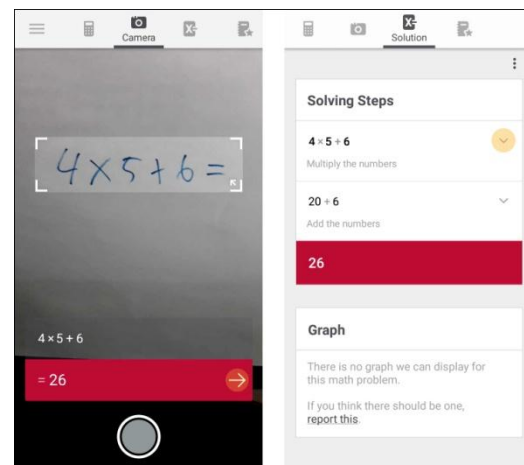 Camera
4×5+6=
4×5+6
= 26
Solution
Solving Steps
4 × 5 + 6
Multiply the numbers
20 + 6
Add the numbers
26
Graph
There is no graph we can display for
this math problem.
If you think there should be one,
report this.